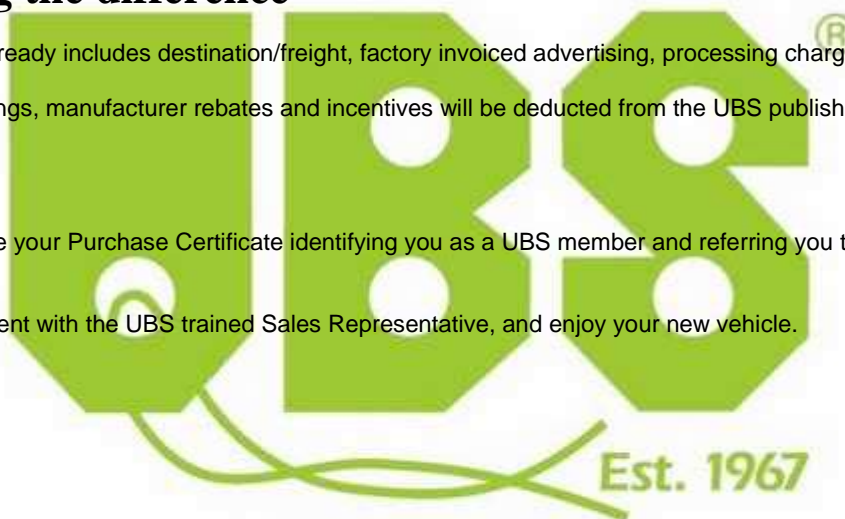 the difference
ready includes destination/freight, factory invoiced advertising, processing charg
ngs, manufacturer rebates and incentives will be deducted from the UBS publish
e your Purchase Certificate identifying you as a UBS member and referring you t
ent with the UBS trained Sales Representative, and enjoy your new vehicle.
UBS®
Est. 1967